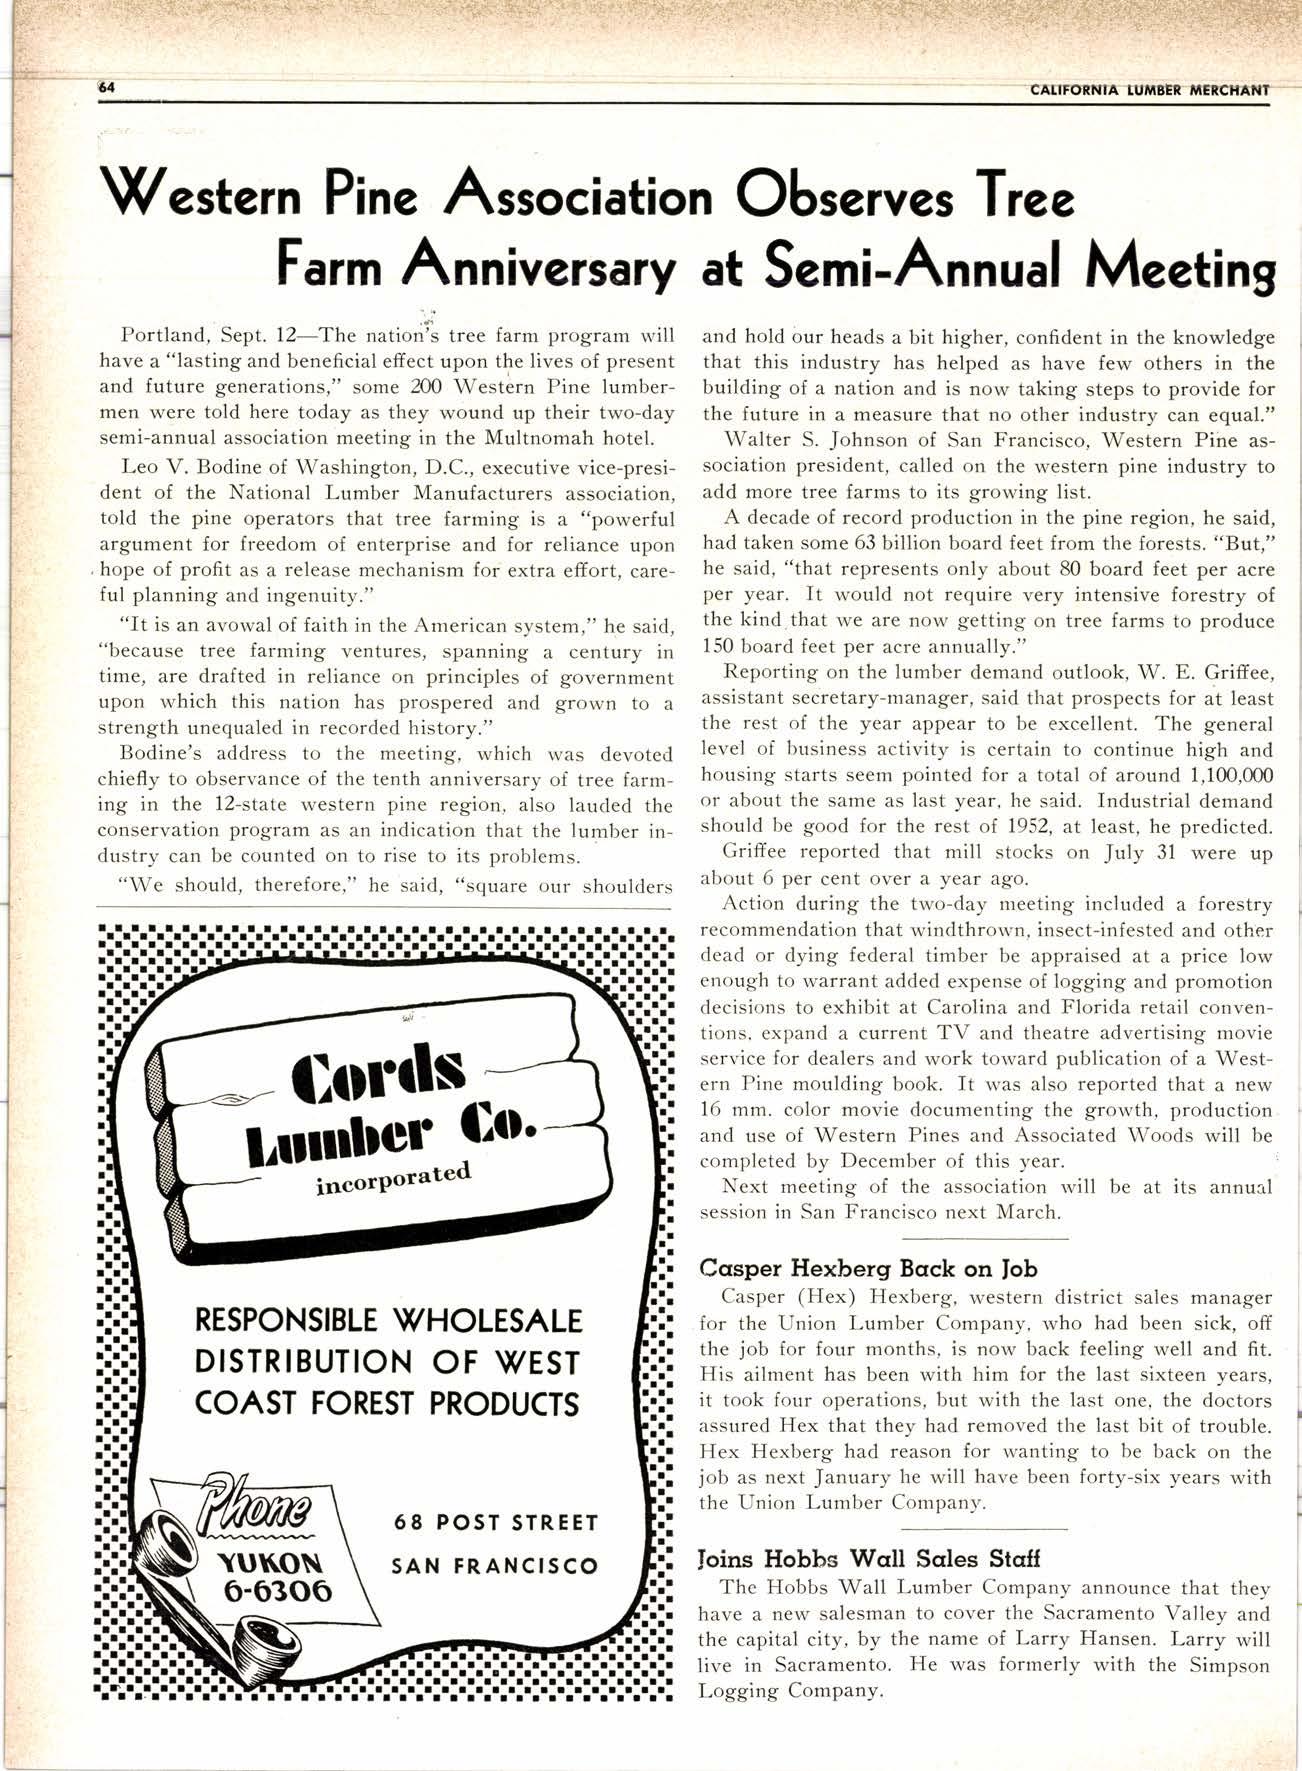 64
CALIFORNIA LUMBER MERCHANT
Western Pine Association Observes Tree
Farm Anniversary at Semi-Annual Meeting
Portland, Sept. 12—The nation's tree farm program will
have a "lasting and beneficial effect upon the lives of present
and future generations," some 200 Western Pine lumber-
men were told here today as they wound up their two-day
semi-annual association meeting in the Multnomah hotel.
Leo V. Bodine of Washington, D.C., executive vice-presi-
dent of the National Lumber Manufacturers association,
told the pine operators that tree farming is a "powerful
argument for freedom of enterprise and for reliance upon
hope of profit as a release mechanism for extra effort, care-
ful planning and ingenuity."
"It is an avowal of faith in the American system," he said,
"because tree farming ventures, spanning a century in
time, are drafted in reliance on principles of government
upon which this nation has prospered and grown to a
strength unequaled in recorded history."
Bodine's address to the meeting, which was devoted
chiefly to observance of the tenth anniversary of tree farm-
ing in the 12-state western pine region, also lauded the
conservation program as an indication that the lumber in-
dustry can be counted on to rise to its problems.
"We should, therefore," he said, "square our shoulders
and hold our heads a bit higher, confident in the knowledge
that this industry has helped as have few others in the
building of a nation and is now taking steps to provide for
the future in a measure that no other industry can equal."
Walter S. Johnson of San Francisco, Western Pine as-
sociation president, called on the western pine industry to
add more tree farms to its growing list.
A decade of record production in the pine region, he said,
had taken some 63 billion board feet from the forests. "But,"
he said, "that represents only about 80 board feet per acre
per year. It would not require very intensive forestry of
the kind that we are now getting on tree farms to produce
150 board feet per acre annually."
Reporting on the lumber demand outlook, W. E. Griffee,
assistant secretary-manager, said that prospects for at least
the rest of the year appear to be excellent. The general
level of business activity is certain to continue high and
housing starts seem pointed for a total of around 1,100,000
or about the same as last year, he said. Industrial demand
should be good for the rest of 1952, at least, he predicted.
Griffee reported that mill stocks on July 31 were up
about 6 per cent over a year ago.
Action during the two-day meeting included a forestry
recommendation that windthrown, insect-infested and other
dead or dying federal timber be appraised at a price low
enough to warrant added expense of logging and promotion
decisions to exhibit at Carolina and Florida retail conven-
tions, expand a current TV and theatre advertising movie
service for dealers and work toward publication of a West-
ern Pine moulding book. It was also reported that a new
16 mm. color movie documenting the growth, production
and use of Western Pines and Associated Woods will be
completed by December of this year.
Next meeting of the association will be at its annual
session in San Francisco next March.
Casper Hexberg Back on Job
Casper (Hex) Hexberg, western district sales manager
for the Union Lumber Company, who had been sick, off
the job for four months, is now back feeling well and fit.
His ailment has been with him for the last sixteen years,
it took four operations, but with the last one, the doctors
assured Hex that they had removed the last bit of trouble.
Hex Hexberg had reason for wanting to be back on the
job as next January he will have been forty-six years with
the Union Lumber Company.
Joins Hobbs Wall Sales Staff
The Hobbs Wall Lumber Company announce that they
have a new salesman to cover the Sacramento Valley and
the capital city, by the name of Larry Hansen. Larry will
live in Sacramento. He was formerly with the Simpson
Logging Company.
Cords
Lumber Co.
incorporated
RESPONSIBLE WHOLESALE
DISTRIBUTION OF WEST
COAST FOREST PRODUCTS
Phone
YUKON
6-6306
68 POST STREET
SAN FRANCISCO